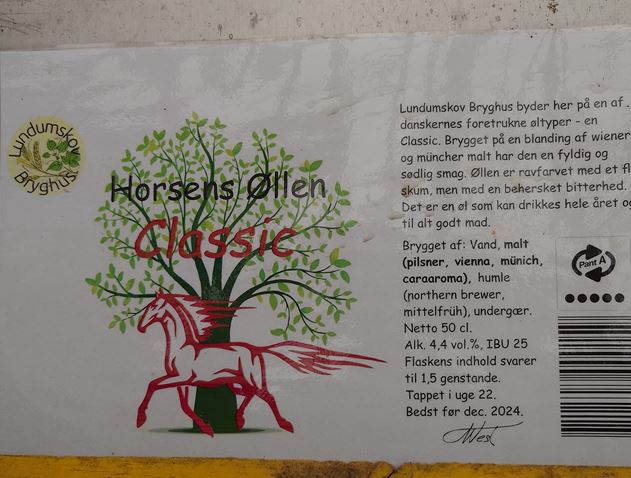 Lundumskov
Bryghus
Horsens Øllen
Classic
Lundumskov Bryghus byder her på en af
danskernes foretrukne øltyper - en
Classic. Brygget på en blanding af wiener
og müncher malt har den en fyldig og
sødlig smag. Øllen er ravfarvet med et
skum, men med en behersket bitterhed.
Det er en øl som kan drikkes hele året
til alt godt mad.
Brygget af: Vand, malt
(pilsner, vienna, münich,
caraaroma), humle
(northern brewer,
mittelfrüh), undergær.
Netto 50 cl.
Alk. 4,4 vol.%, IBU 25
Flaskens indhold svarer
til 1,5 genstande.
Tappet i uge 22.
Bedst før dec. 2024.
Pant A